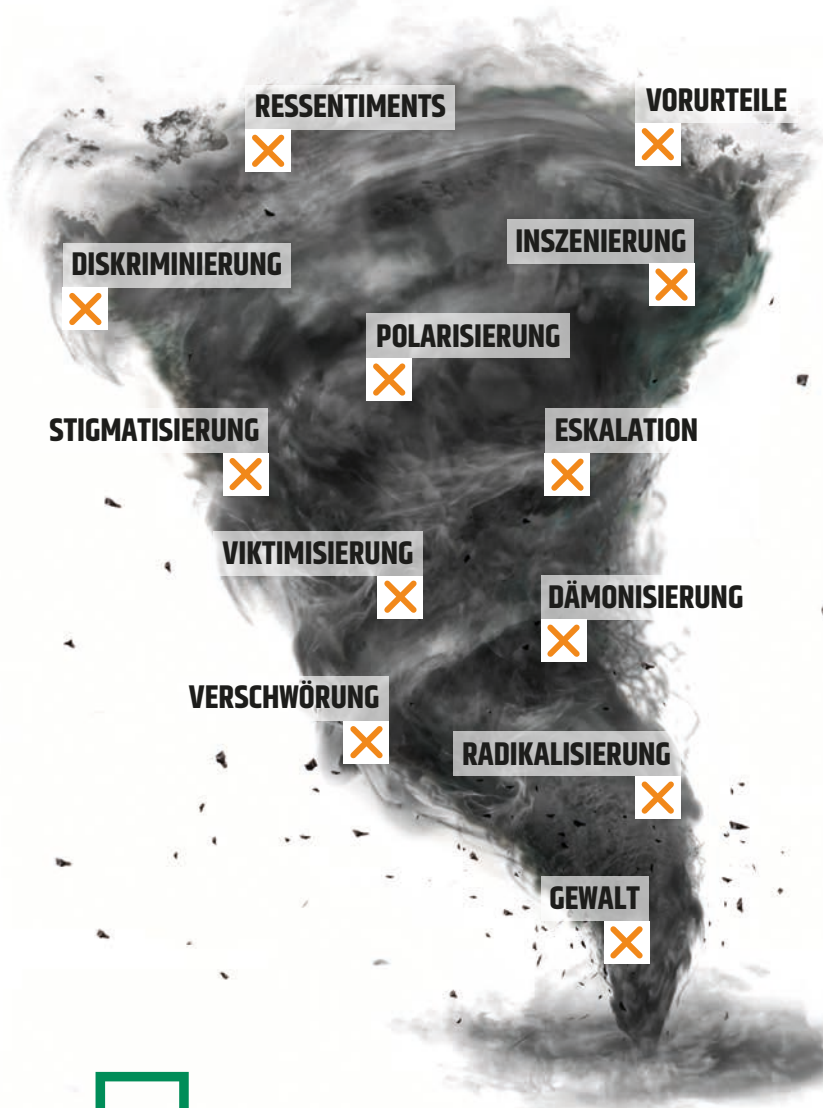 RESSENTIMENTS
VORURTEILE
INSZENIERUNG
DISKRIMINIERUNG
POLARISIERUNG
STIGMATISIERUNG
ESKALATION
VIKTIMISIERUNG
DÄMONISIERUNG
VERSCHWÖRUNG
RADIKALISIERUNG
GEWALT